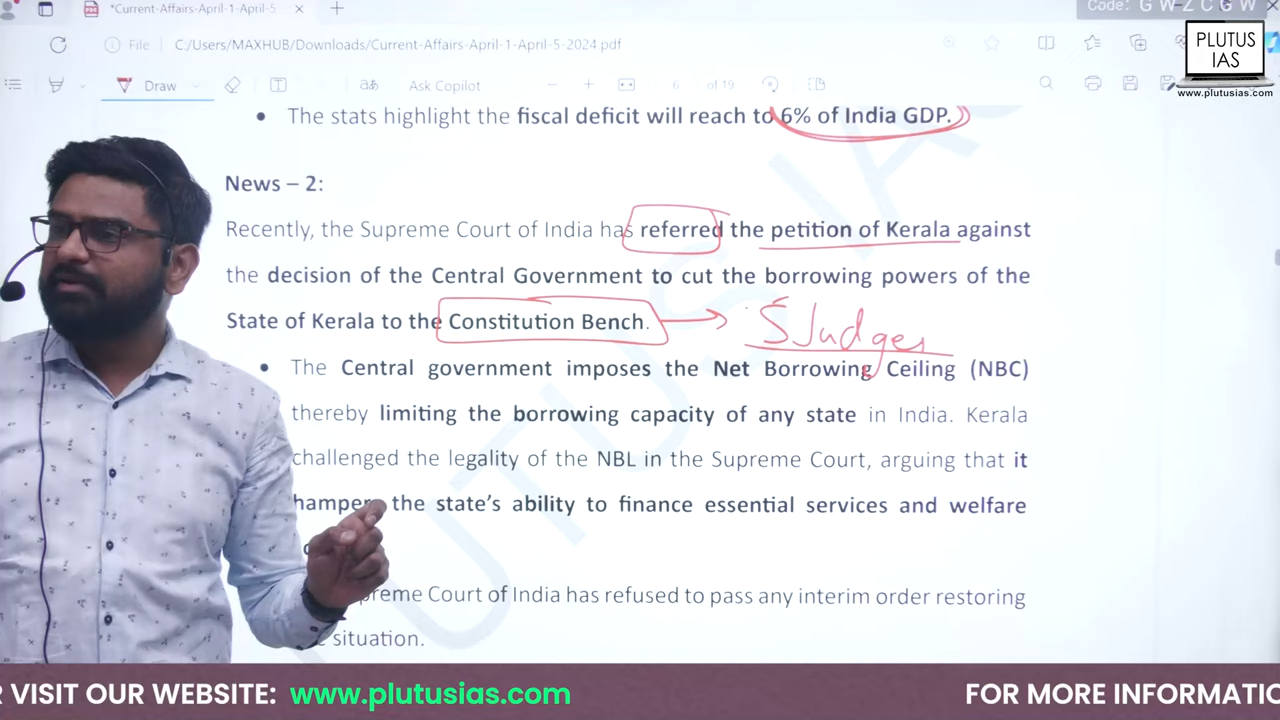 *Current-Affairs-April-1-April-5
Code: G W-Z C G W
File C:/Users/MAXHUB/Downloads/Current-Affairs-April-1-April-5-2024.pdf
PLUTUS
IAS
www.plutusias.com
Draw T aあ Ask Copilot 6 of 19
• The stats highlight the fiscal deficit will reach to 6% of India GDP.
News – 2:
Recently, the Supreme Court of India has referred the petition of Kerala against
the decision of the Central Government to cut the borrowing powers of the
State of Kerala to the Constitution Bench. 5 Judges
• The Central government imposes the Net Borrowing Ceiling (NBC)
thereby limiting the borrowing capacity of any state in India. Kerala
challenged the legality of the NBL in the Supreme Court, arguing that it
hampers the state's ability to finance essential services and welfare
preme Court of India has refused to pass any interim order restoring
situation.
R VISIT OUR WEBSITE: www.plutusias.com FOR MORE INFORMATIO